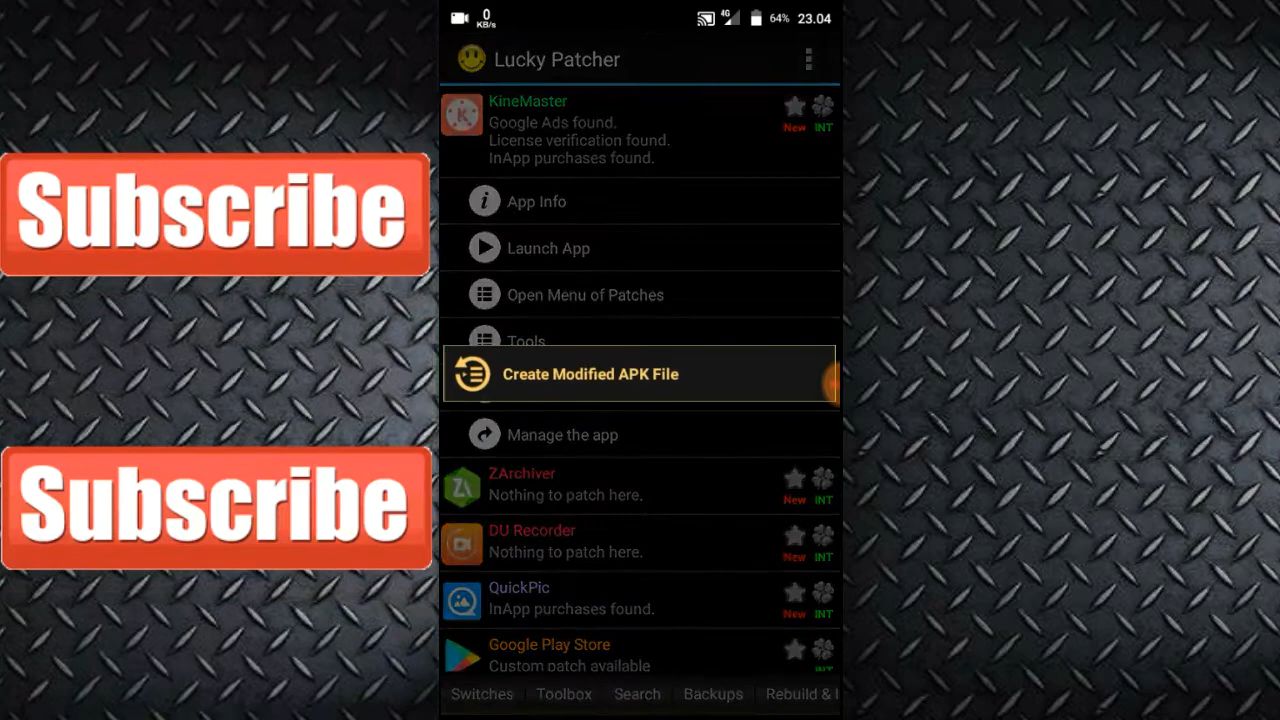 0
KB/s
4G
64%
23.04
Lucky Patcher
KineMaster
Google Ads found.
License verification found.
InApp purchases found.
New
INT
App Info
Launch App
Open Menu of Patches
Tools
Create Modified APK File
Manage the app
ZArchiver
Nothing to patch here.
New
INT
DU Recorder
Nothing to patch here.
New
INT
QuickPic
InApp purchases found.
New
INT
Google Play Store
Custom patch available
INT
Switches
Toolbox
Search
Backups
Rebuild & I
Subscribe
Subscribe